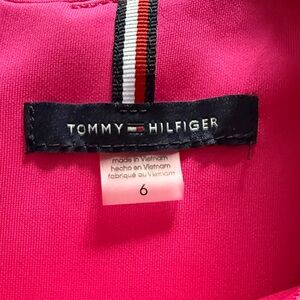 TOMMY HILFIGER
made in Vietnam
hecho en Vietnam
fabriqué au Vietnam
6